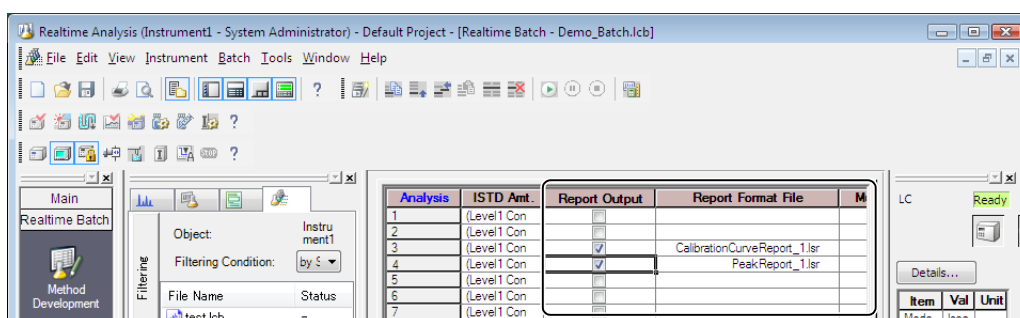 Realtime Analysis (Instrument1 - System Administrator) - Default Project - [Realtime Batch - Demo_Batch.lcb]
File Edit View Instrument Batch Tools Window Help
Main
Realtime Batch
Method
Development
Filtering
Object: Instru
ment1
Filtering Condition:
File Name Status
Analysis ISTD Amt. Report Output Report Format File
1 (Level1 Con
2 (Level1 Con
3 (Level1 Con CalibrationCurveReport_1.lsr
4 (Level1 Con PeakReport_1.lsr
5 (Level1 Con
6 (Level1 Con
7 (Level1 Con
LC Ready
Details...
Item Val Unit